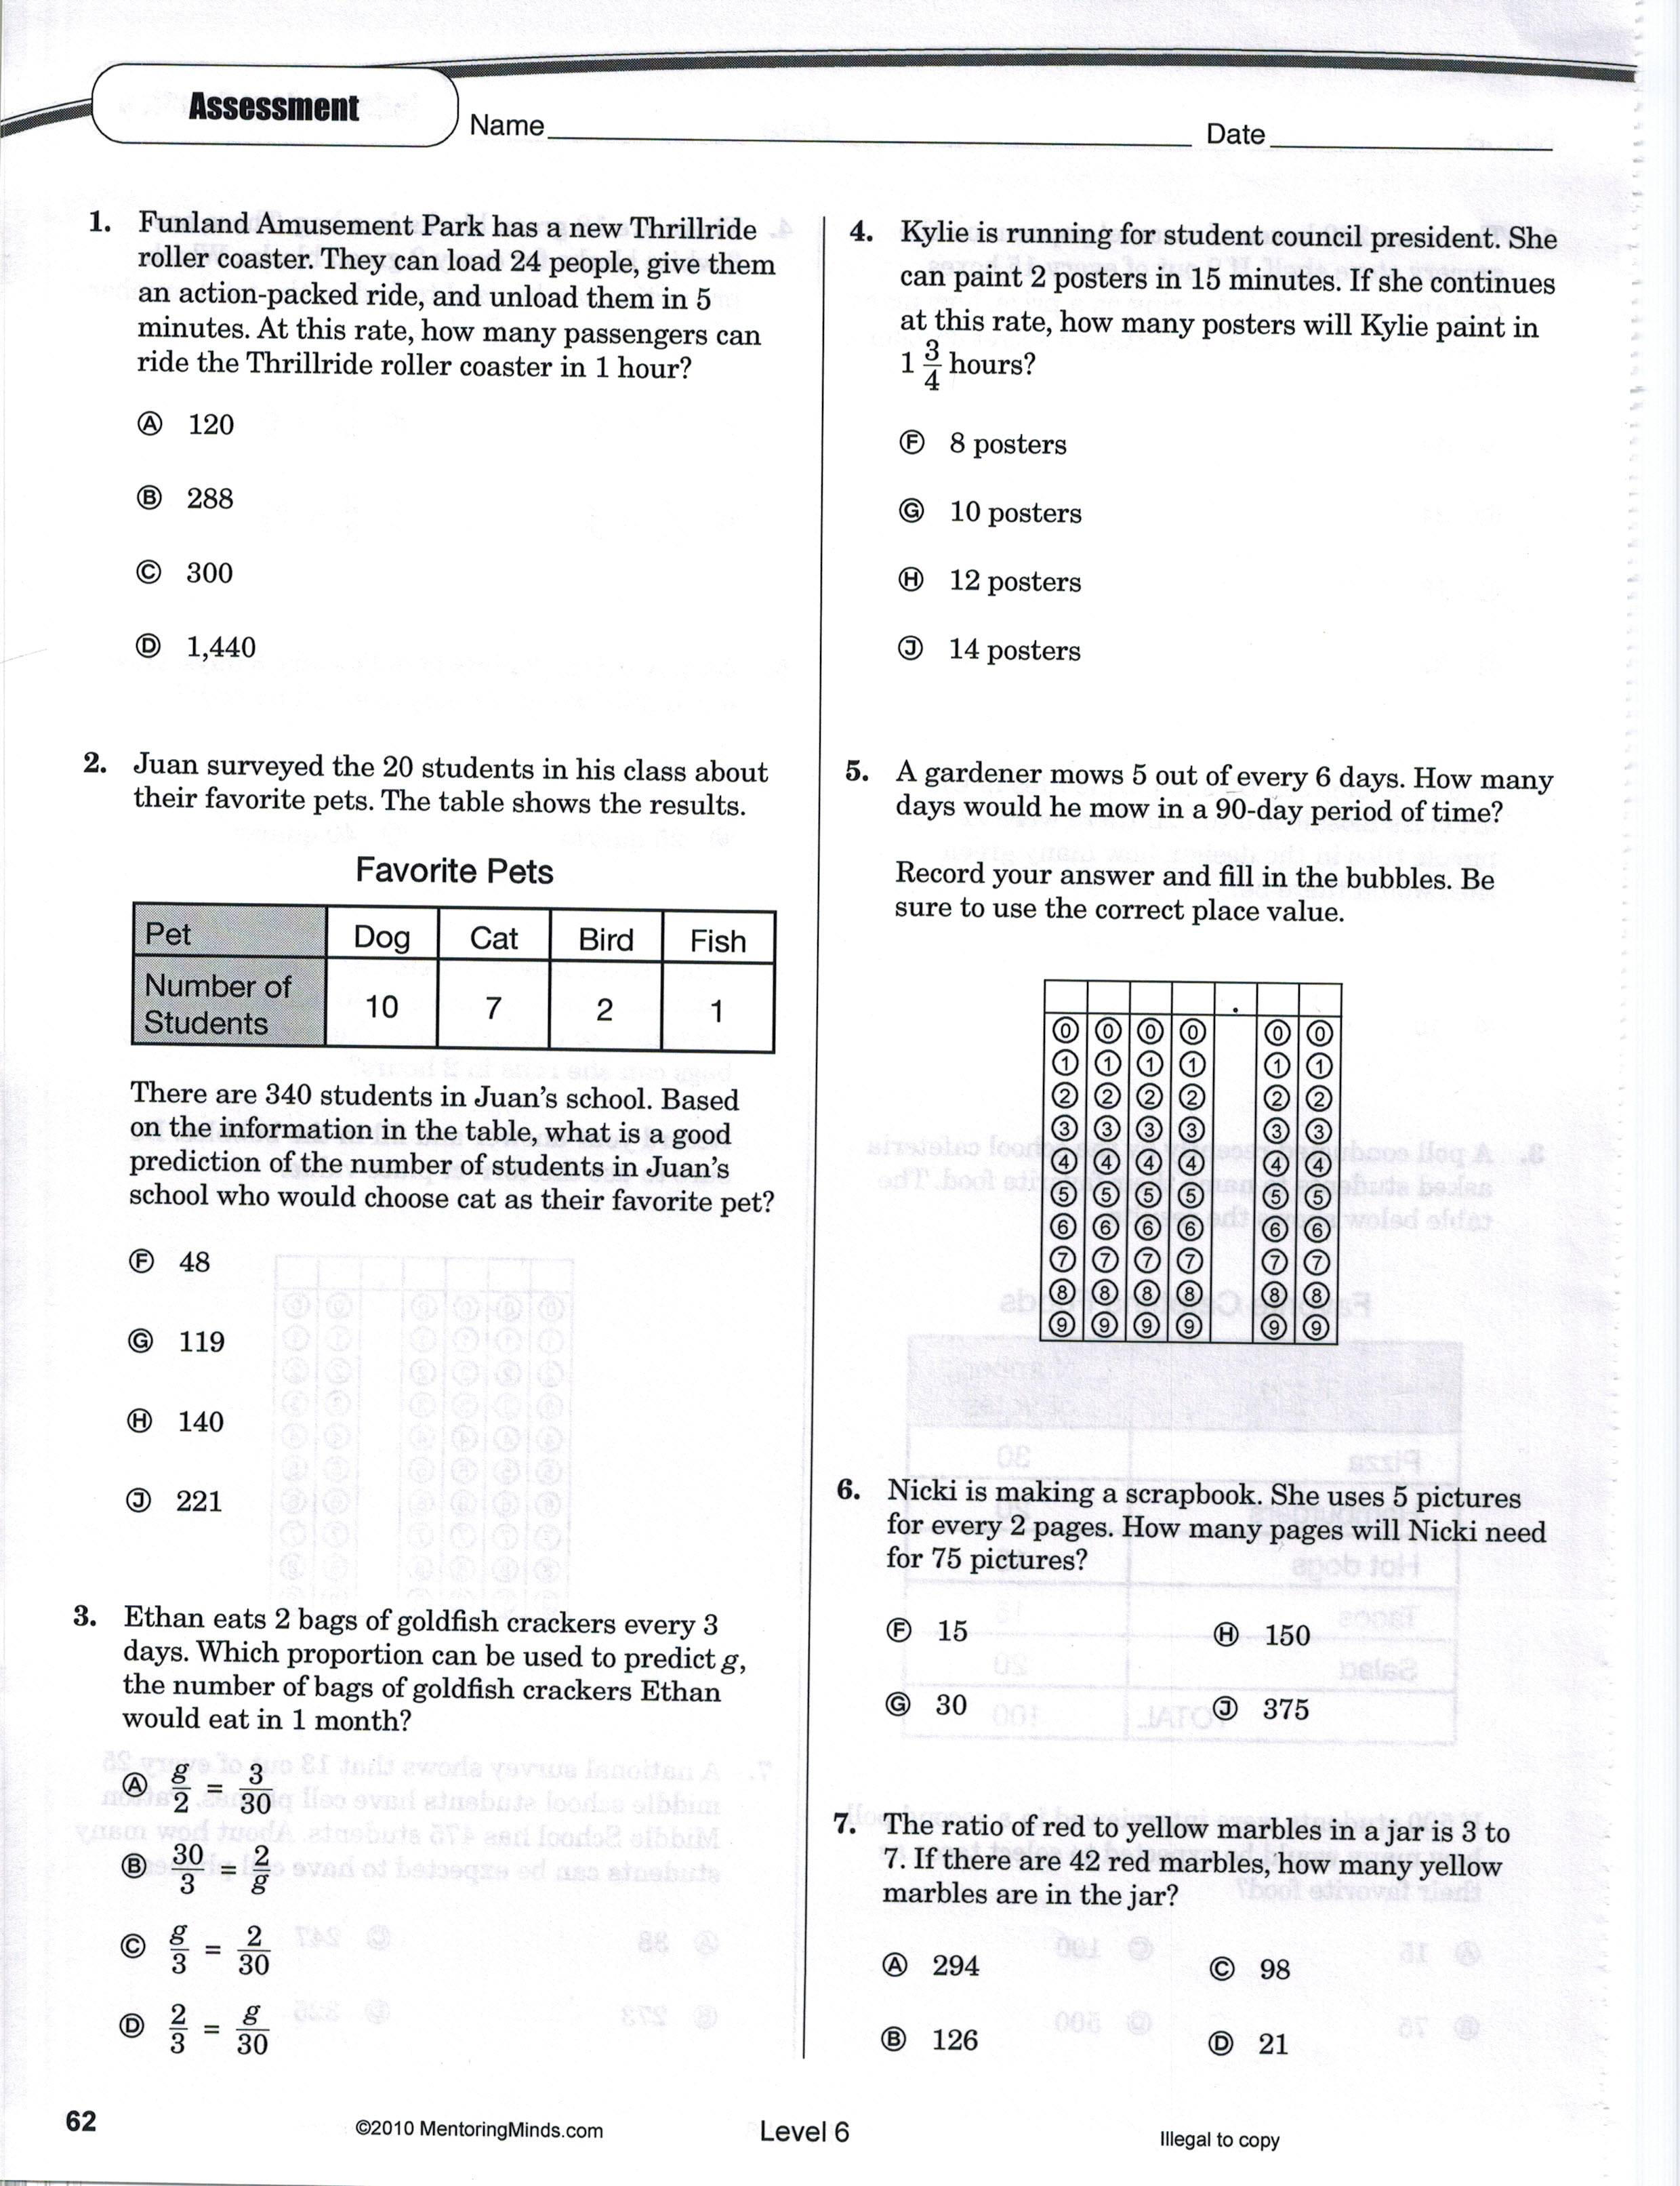 Assessment
Name
Date
1. Funland Amusement Park has a new Thrillride
roller coaster. They can load 24 people, give them
an action-packed ride, and unload them in 5
minutes. At this rate, how many passengers can
ride the Thrillride roller coaster in 1 hour?
Ⓐ 120
Ⓑ 288
Ⓒ 300
Ⓓ 1,440
2. Juan surveyed the 20 students in his class about
their favorite pets. The table shows the results.
Favorite Pets
Pet Dog Cat Bird Fish
Number of
Students 10 7 2 1
There are 340 students in Juan's school. Based
on the information in the table, what is a good
prediction of the number of students in Juan's
school who would choose cat as their favorite pet?
Ⓕ 48
Ⓖ 119
Ⓗ 140
Ⓙ 221
3. Ethan eats 2 bags of goldfish crackers every 3
days. Which proportion can be used to predict g,
the number of bags of goldfish crackers Ethan
would eat in 1 month?
Ⓐ g/2 = 3/30
Ⓑ 30/3 = 2/g
Ⓒ g/3 = 2/30
Ⓓ 2/3 = g/30
4. Kylie is running for student council president. She
can paint 2 posters in 15 minutes. If she continues
at this rate, how many posters will Kylie paint in
1 3/4 hours?
Ⓕ 8 posters
Ⓖ 10 posters
Ⓗ 12 posters
Ⓙ 14 posters
5. A gardener mows 5 out of every 6 days. How many
days would he mow in a 90-day period of time?
Record your answer and fill in the bubbles. Be
sure to use the correct place value.
.
⓪ ⓪ ⓪ ⓪ ⓪ ⓪
① ① ① ① ① ①
② ② ② ② ② ②
③ ③ ③ ③ ③ ③
④ ④ ④ ④ ④ ④
⑤ ⑤ ⑤ ⑤ ⑤ ⑤
⑥ ⑥ ⑥ ⑥ ⑥ ⑥
⑦ ⑦ ⑦ ⑦ ⑦ ⑦
⑧ ⑧ ⑧ ⑧ ⑧ ⑧
⑨ ⑨ ⑨ ⑨ ⑨ ⑨
6. Nicki is making a scrapbook. She uses 5 pictures
for every 2 pages. How many pages will Nicki need
for 75 pictures?
Ⓕ 15 Ⓗ 150
Ⓖ 30 Ⓙ 375
7. The ratio of red to yellow marbles in a jar is 3 to
7. If there are 42 red marbles, how many yellow
marbles are in the jar?
Ⓐ 294 Ⓒ 98
Ⓑ 126 Ⓓ 21
62
©2010 MentoringMinds.com
Level 6
Illegal to copy